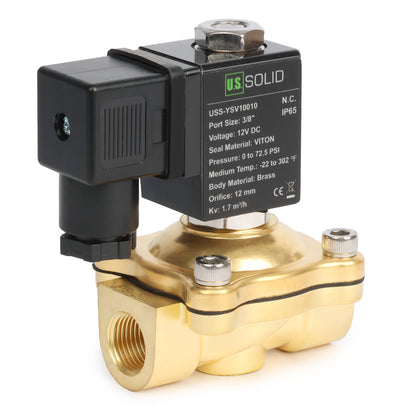 U.S. SOLID
USS-YSV10010 N.C.
Port Size: 3/8" IP65
Voltage: 12V DC
Seal Material: VITON
Pressure: 0 to 72.5 PSI
Medium Temp.: -22 to 302 °F
Body Material: Brass
Orifice: 12 mm CE
Kv: 1.7 m³/h